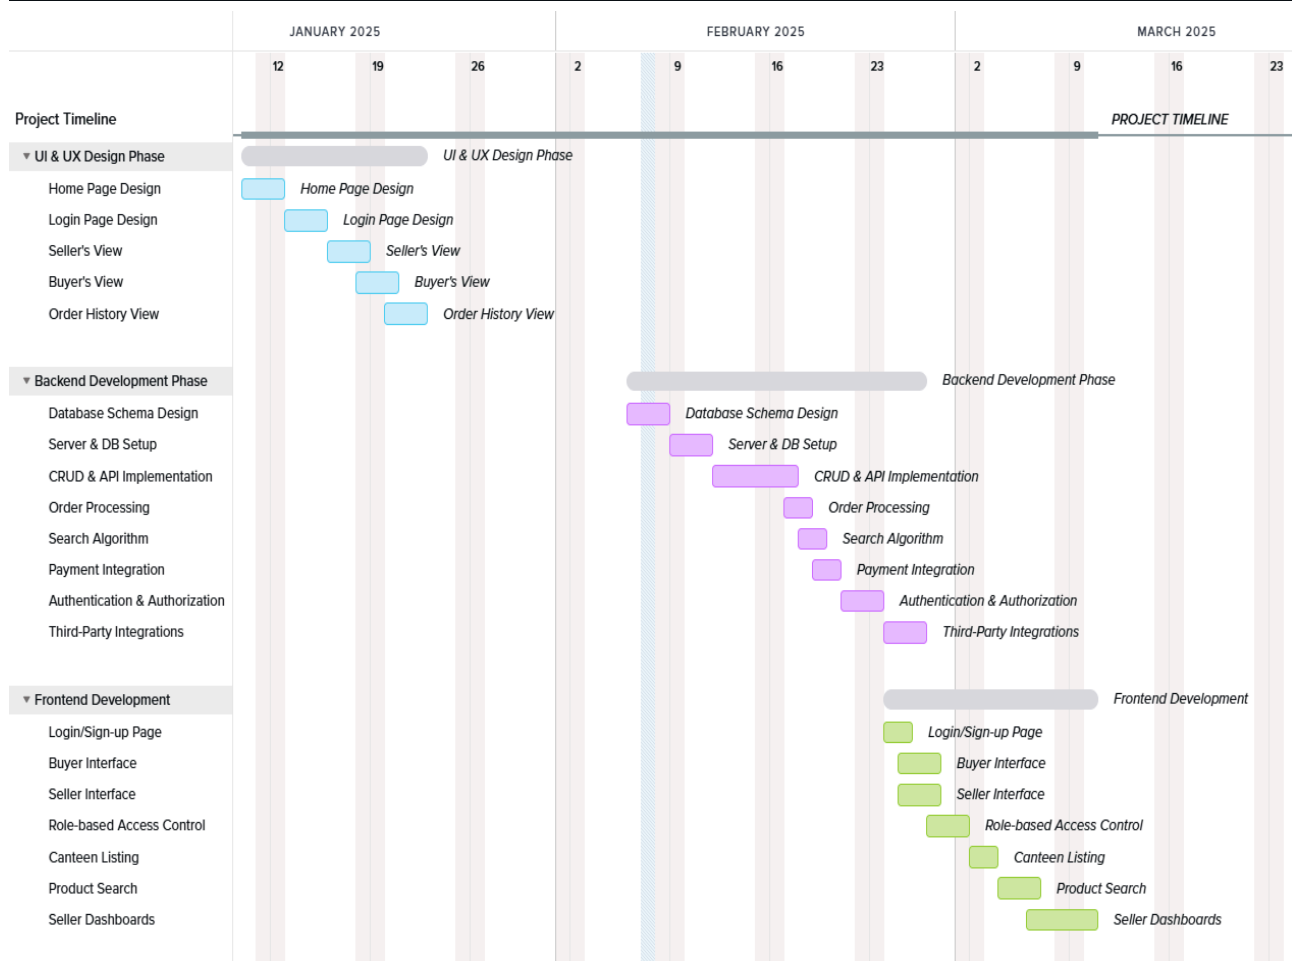 JANUARY 2025 FEBRUARY 2025 MARCH 2025
12 19 26 2 9 16 23 2 9 16 23
Project Timeline PROJECT TIMELINE
▼ UI & UX Design Phase UI & UX Design Phase
Home Page Design Home Page Design
Login Page Design Login Page Design
Seller's View Seller's View
Buyer's View Buyer's View
Order History View Order History View
▼ Backend Development Phase Backend Development Phase
Database Schema Design Database Schema Design
Server & DB Setup Server & DB Setup
CRUD & API Implementation CRUD & API Implementation
Order Processing Order Processing
Search Algorithm Search Algorithm
Payment Integration Payment Integration
Authentication & Authorization Authentication & Authorization
Third-Party Integrations Third-Party Integrations
▼ Frontend Development Frontend Development
Login/Sign-up Page Login/Sign-up Page
Buyer Interface Buyer Interface
Seller Interface Seller Interface
Role-based Access Control Role-based Access Control
Canteen Listing Canteen Listing
Product Search Product Search
Seller Dashboards Seller Dashboards